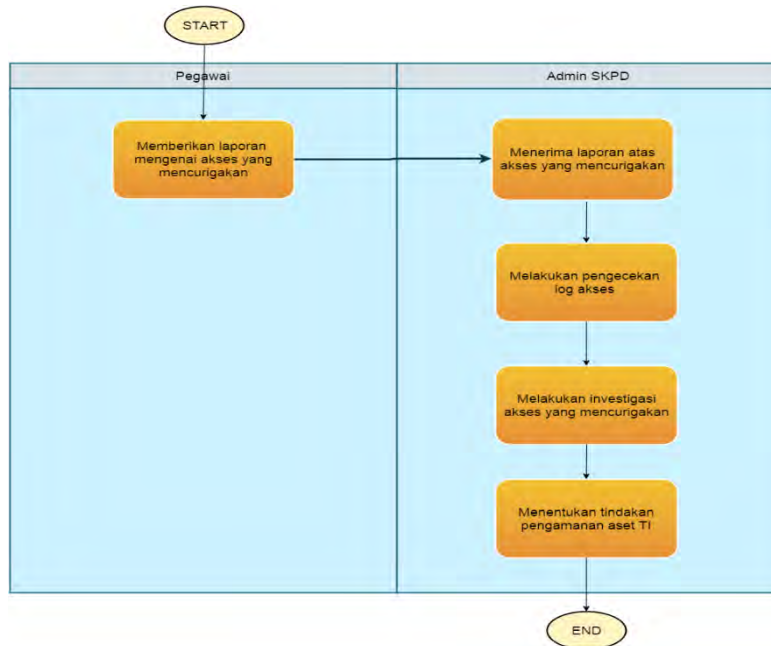 START
Pegawai
Admin SKPD
Memberikan laporan
mengenai akses yang
mencurigakan
Menerima laporan atas
akses yang mencurigakan
Melakukan pengecekan
log akses
Melakukan investigasi
akses yang mencurigakan
Menentukan tindakan
pengamanan aset TI
END